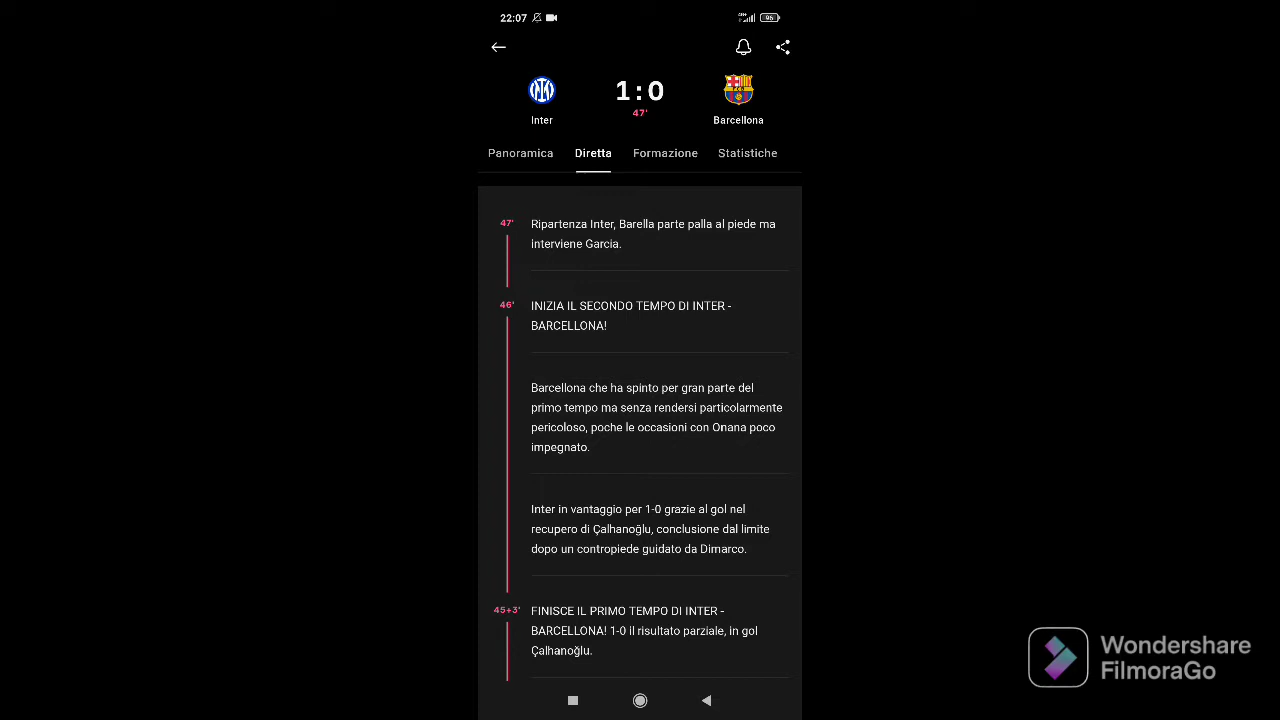 22:07
96
1:0
47'
Inter
Barcellona
Panoramica Diretta Formazione Statistiche
47'
Ripartenza Inter, Barella parte palla al piede ma
interviene Garcia.
46'
INIZIA IL SECONDO TEMPO DI INTER -
BARCELLONA!
Barcellona che ha spinto per gran parte del
primo tempo ma senza rendersi particolarmente
pericoloso, poche le occasioni con Onana poco
impegnato.
Inter in vantaggio per 1-0 grazie al gol nel
recupero di Çalhanoğlu, conclusione dal limite
dopo un contropiede guidato da Dimarco.
45+3'
FINISCE IL PRIMO TEMPO DI INTER -
BARCELLONA! 1-0 il risultato parziale, in gol
Çalhanoğlu.
Wondershare
FilmoraGo